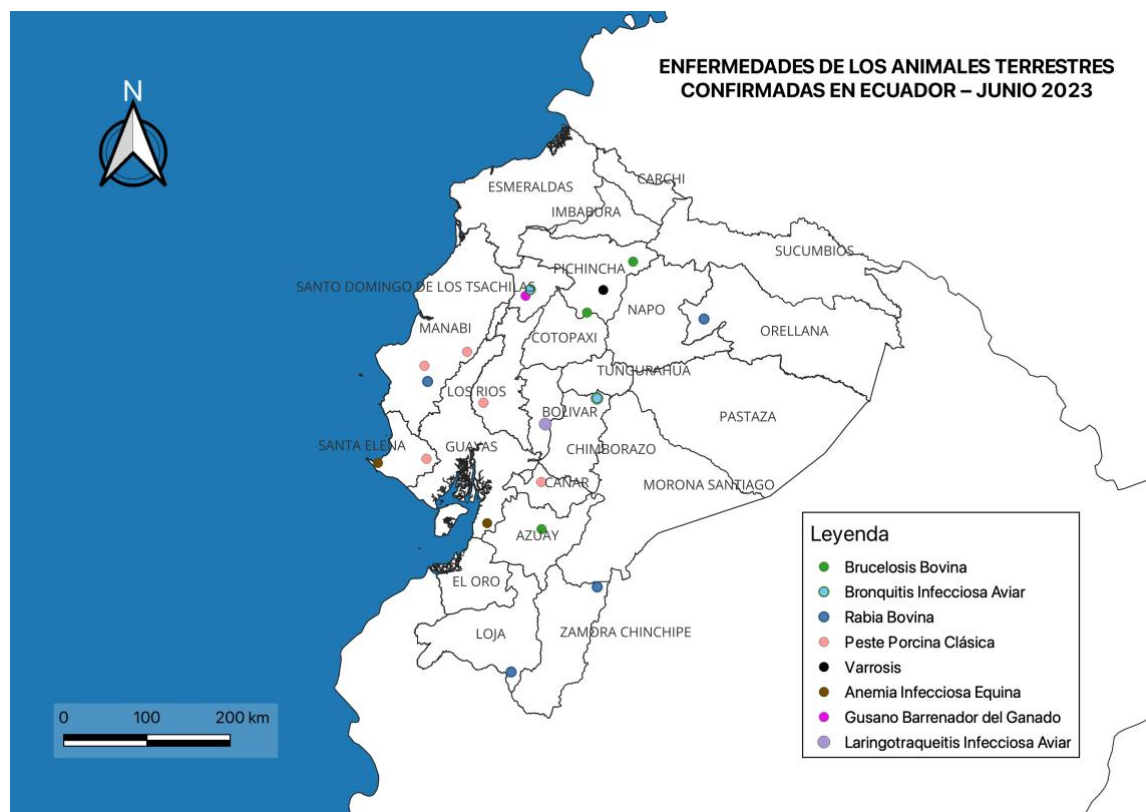 ENFERMEDADES DE LOS ANIMALES TERRESTRES
CONFIRMADAS EN ECUADOR – JUNIO 2023
N
CARCHI
ESMERALDAS
IMBABURA
SUCUMBIOS
PICHINCHA
SANTO DOMINGO DE LOS TSACHILAS
NAPO
MANABI
ORELLANA
COTOPAXI
TUNGURAHUA
LOS RIOS
BOLIVAR
PASTAZA
SANTA ELENA
GUAYAS
CHIMBORAZO
CAÑAR
MORONA SANTIAGO
AZUAY
EL ORO
LOJA
ZAMORA CHINCHIPE
Leyenda
Brucelosis Bovina
Bronquitis Infecciosa Aviar
Rabia Bovina
Peste Porcina Clásica
Varrosis
Anemia Infecciosa Equina
Gusano Barrenador del Ganado
Laringotraqueitis Infecciosa Aviar
0 100 200 km